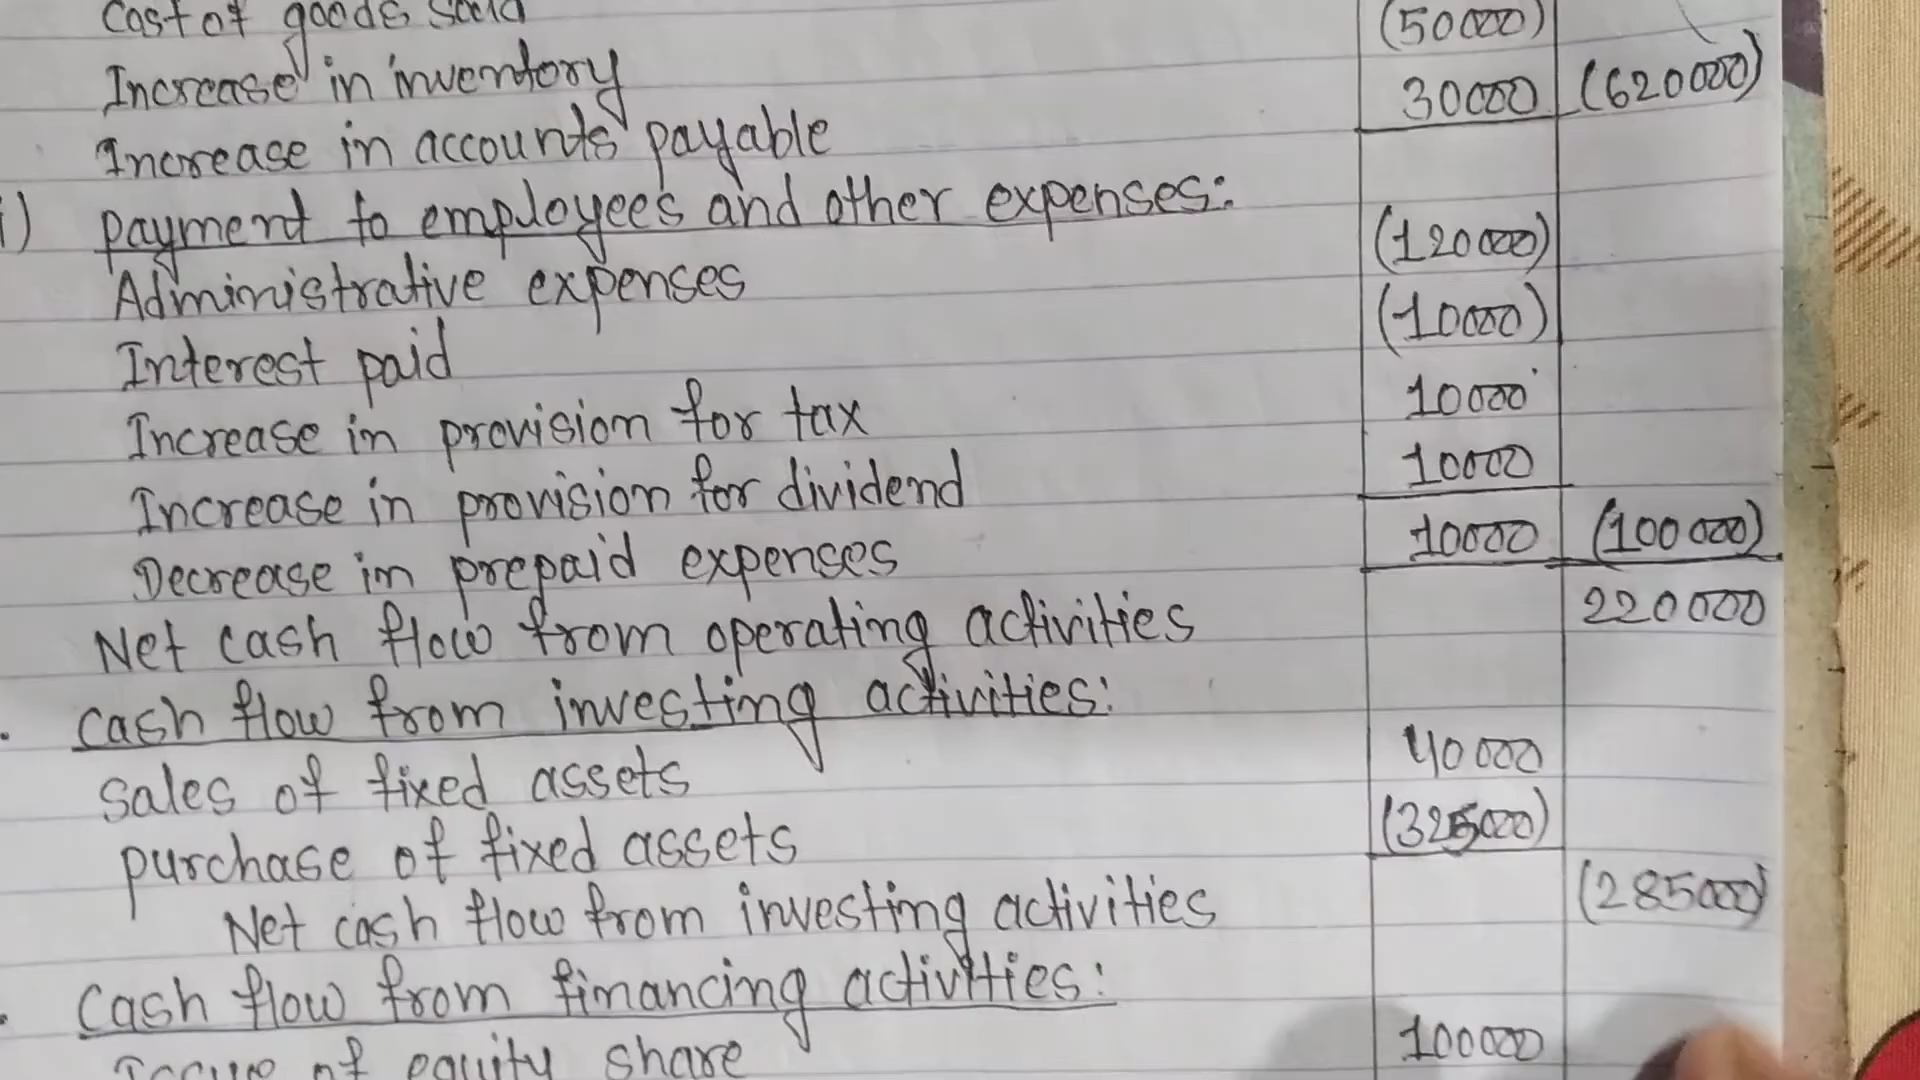 Cost of goods sold
Increase in inventory (50000)
Increase in accounts payable 30000 (620000)
i) payment to employees and other expenses:
Administrative expenses (120000)
Interest paid (10000)
Increase in provision for tax 10000
Increase in provision for dividend 10000
Decrease in prepaid expenses 10000 (100000)
Net cash flow from operating activities 220000
Cash flow from investing activities:
Sales of fixed assets 40000
purchase of fixed assets (325000)
Net cash flow from investing activities (285000)
Cash flow from financing activities:
Issue of equity share 100000